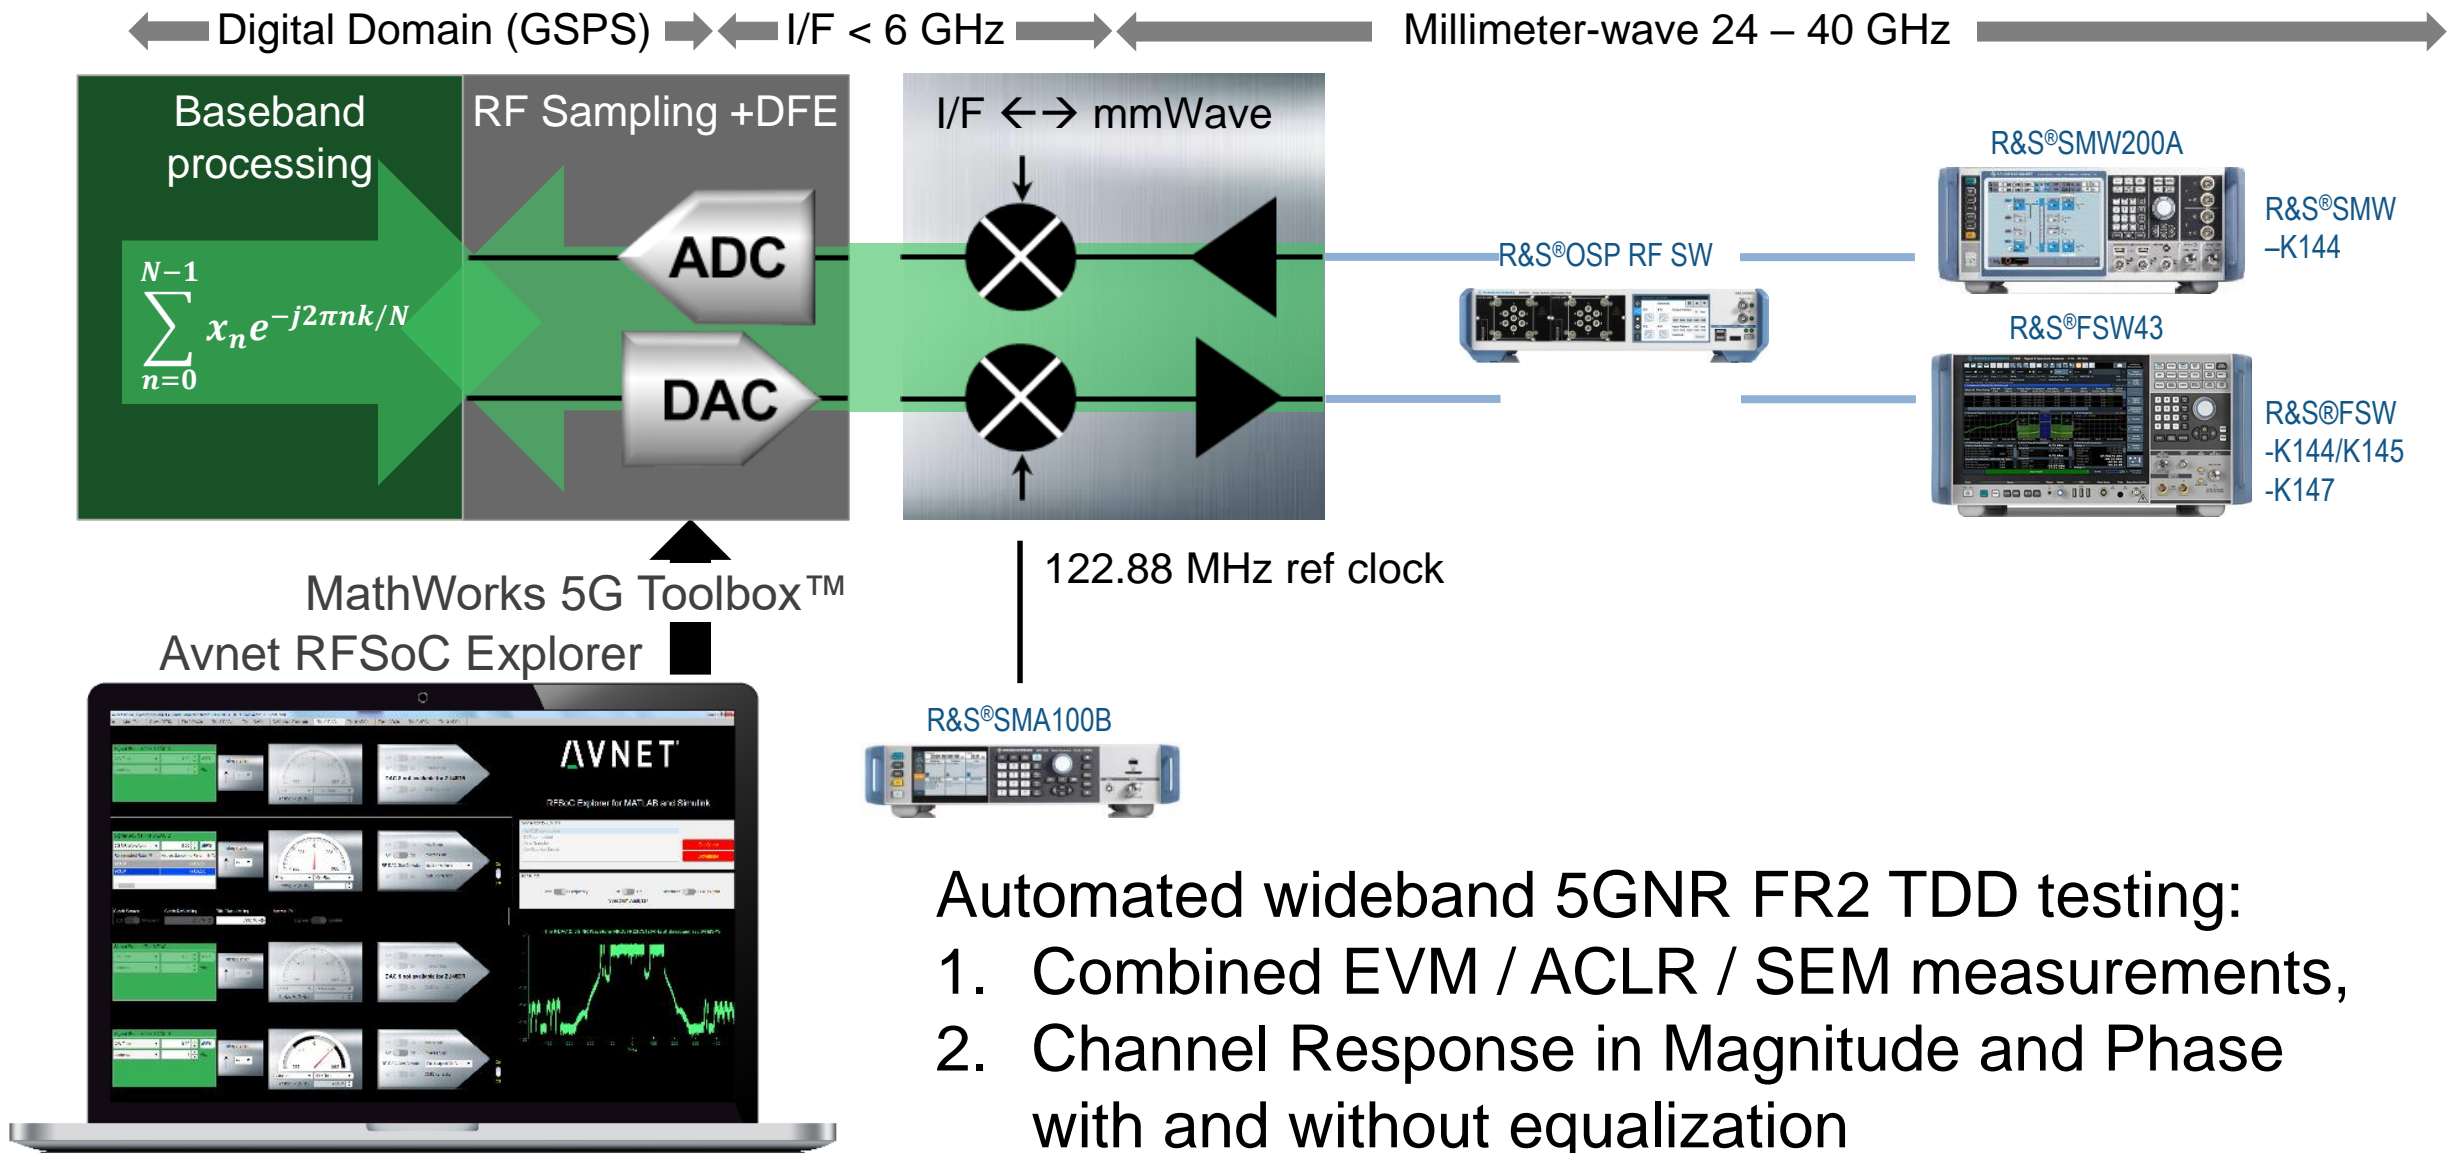 Digital Domain (GSPS)
I/F < 6 GHz
Millimeter-wave 24 – 40 GHz
Baseband
processing
RF Sampling +DFE
I/F ←→ mmWave
N−1
∑ xₙe^−j2πnk/N
n=0
ADC
DAC
R&S®OSP RF SW
R&S®SMW200A
R&S®SMW
–K144
R&S®FSW43
R&S®FSW
-K144/K145
-K147
122.88 MHz ref clock
MathWorks 5G Toolbox™
Avnet RFSoC Explorer
R&S®SMA100B
AVNET
RFSoC Explorer for MATLAB and Simulink
Automated wideband 5GNR FR2 TDD testing:
1. Combined EVM / ACLR / SEM measurements,
2. Channel Response in Magnitude and Phase
with and without equalization